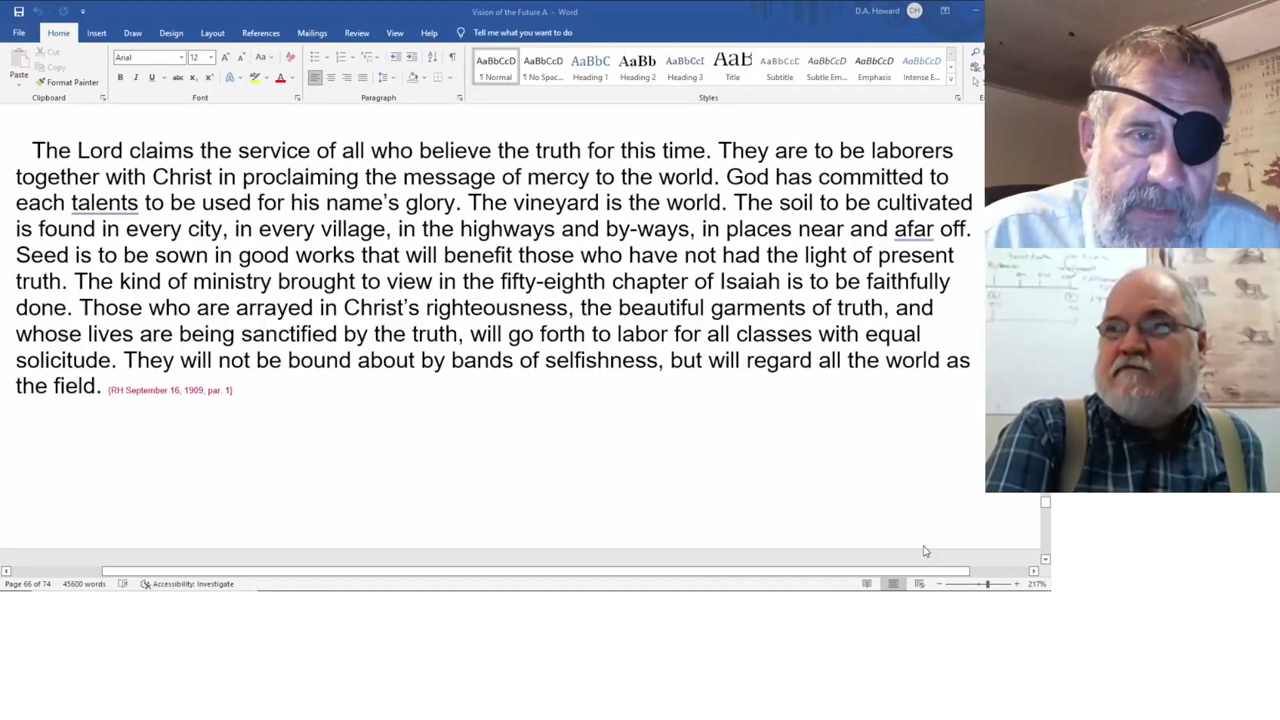 Vision of the Future A - Word
D.A. Howard DH
File Home Insert Draw Design Layout References Mailings Review View Help Tell me what you want to do
Paste
Cut
Copy
Format Painter
Clipboard
Arial 12
Font
Paragraph
AaBbCcD AaBbCcD AaBbC AaBb AaBbCcI AaB AaBbCcD AaBbCcD AaBbCcD AaBbCcD
¶ Normal ¶ No Spac... Heading 1 Heading 2 Heading 3 Title Subtitle Subtle Em... Emphasis Intense E...
Styles
The Lord claims the service of all who believe the truth for this time. They are to be laborers
together with Christ in proclaiming the message of mercy to the world. God has committed to
each talents to be used for his name’s glory. The vineyard is the world. The soil to be cultivated
is found in every city, in every village, in the highways and by-ways, in places near and afar off.
Seed is to be sown in good works that will benefit those who have not had the light of present
truth. The kind of ministry brought to view in the fifty-eighth chapter of Isaiah is to be faithfully
done. Those who are arrayed in Christ’s righteousness, the beautiful garments of truth, and
whose lives are being sanctified by the truth, will go forth to labor for all classes with equal
solicitude. They will not be bound about by bands of selfishness, but will regard all the world as
the field. {RH September 16, 1909, par. 1}
Page 66 of 74 45600 words Accessibility: Investigate 217%